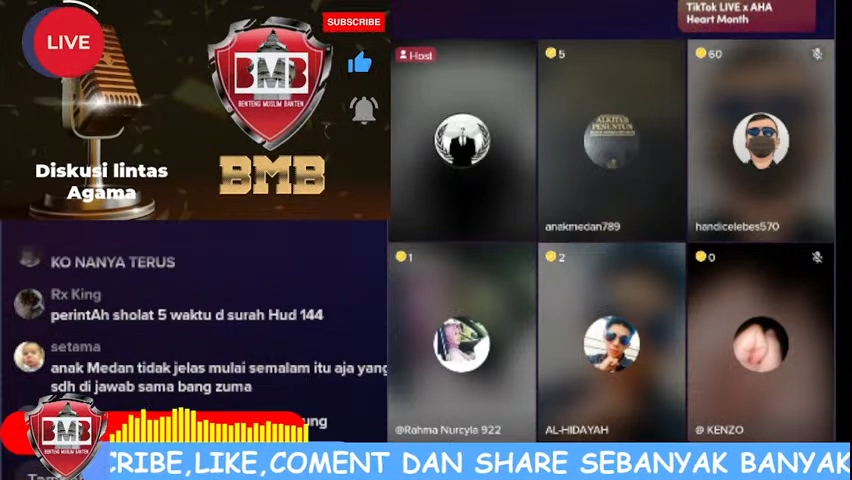 LIVE
SUBSCRIBE
BMB
BENTENG MUSLIM BANTEN
Diskusi lintas
Agama
BMB
TikTok LIVE x AHA
Heart Month
Host
5
60
ALKITAB
PENUNTUN
anakmedan789
handicelebes570
KO NANYA TERUS
Rx King
perintAh sholat 5 waktu d surah Hud 144
setama
anak Medan tidak jelas mulai semalam itu aja yang
sdh di jawab sama bang zuma
1
2
0
@Rahma Nurcyla 922
AL-HIDAYAH
@ KENZO
BMB
CRIBE,LIKE,COMENT DAN SHARE SEBANYAK BANYAK